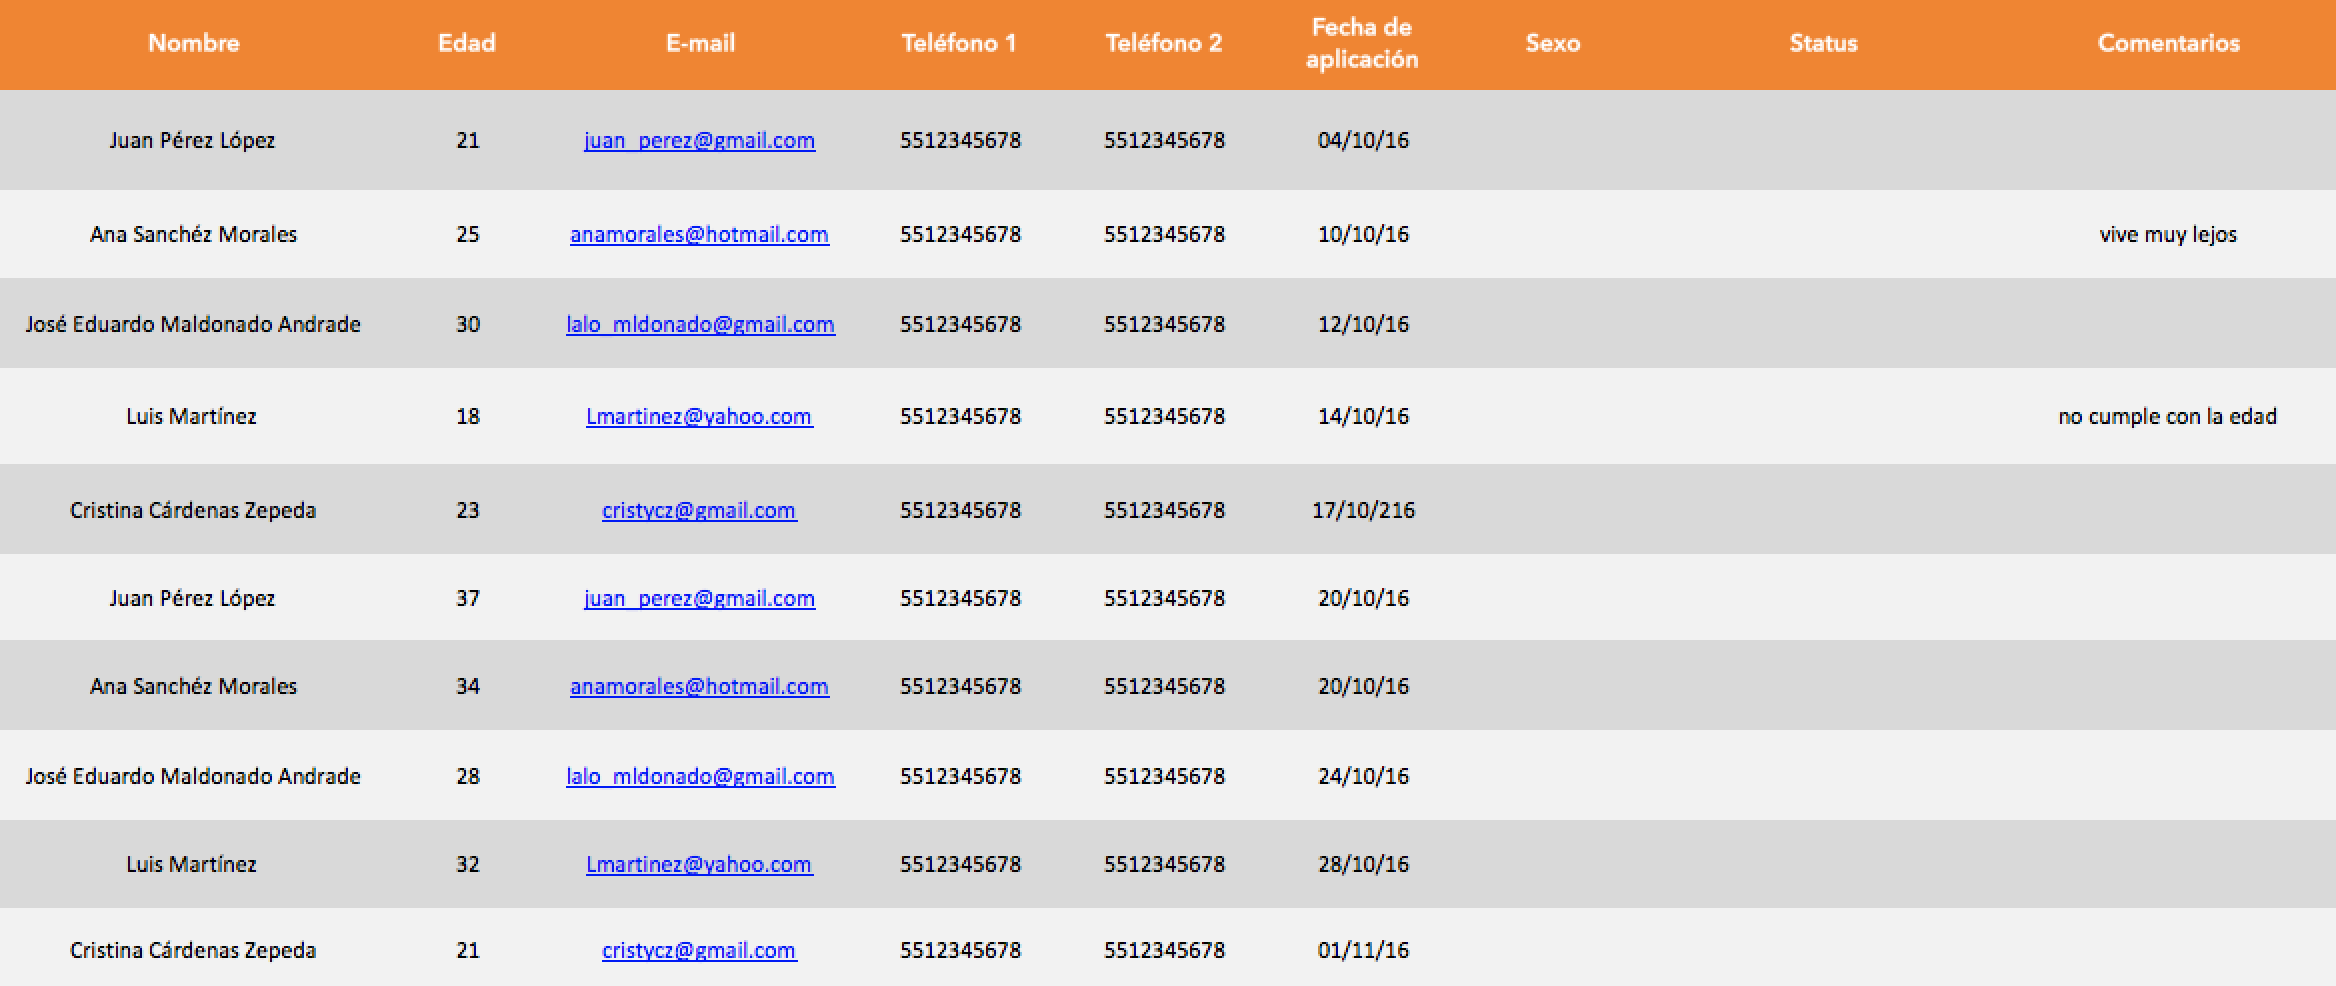 Nombre Edad E-mail Teléfono 1 Teléfono 2 Fecha de aplicación Sexo Status Comentarios
Juan Pérez López 21 juan_perez@gmail.com 5512345678 5512345678 04/10/16
Ana Sanchéz Morales 25 anamorales@hotmail.com 5512345678 5512345678 10/10/16 vive muy lejos
José Eduardo Maldonado Andrade 30 lalo_mldonado@gmail.com 5512345678 5512345678 12/10/16
Luis Martínez 18 Lmartinez@yahoo.com 5512345678 5512345678 14/10/16 no cumple con la edad
Cristina Cárdenas Zepeda 23 cristycz@gmail.com 5512345678 5512345678 17/10/216
Juan Pérez López 37 juan_perez@gmail.com 5512345678 5512345678 20/10/16
Ana Sanchéz Morales 34 anamorales@hotmail.com 5512345678 5512345678 20/10/16
José Eduardo Maldonado Andrade 28 lalo_mldonado@gmail.com 5512345678 5512345678 24/10/16
Luis Martínez 32 Lmartinez@yahoo.com 5512345678 5512345678 28/10/16
Cristina Cárdenas Zepeda 21 cristycz@gmail.com 5512345678 5512345678 01/11/16